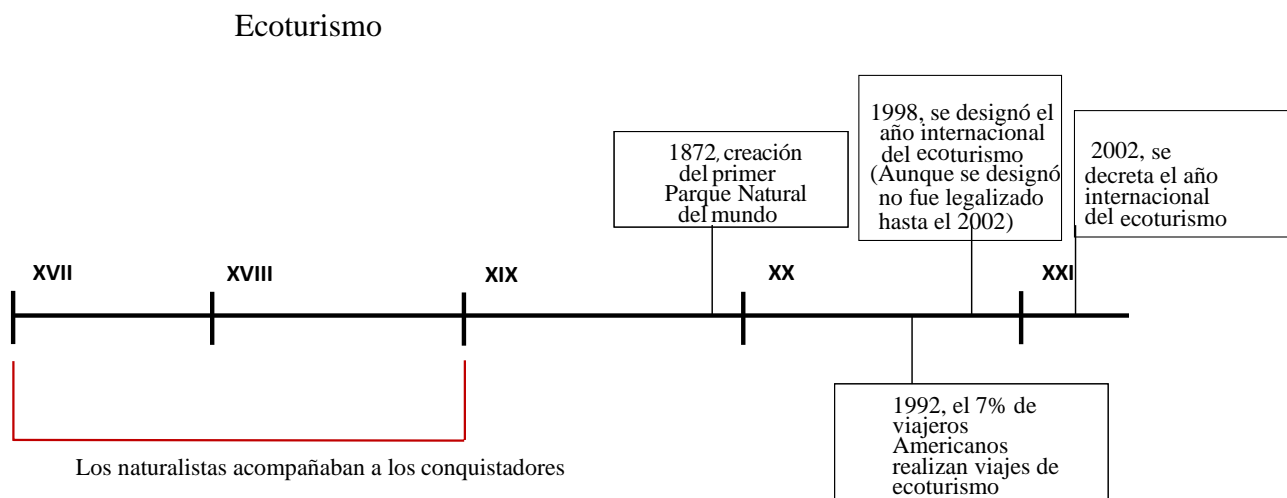 Ecoturismo
1872, creación
del primer
Parque Natural
del mundo
1998, se designó el
año internacional
del ecoturismo
(Aunque se designó
no fue legalizado
hasta el 2002)
2002, se
decreta el año
internacional
del ecoturismo
XVII
XVIII
XIX
XX
XXI
1992, el 7% de
viajeros
Americanos
realizan viajes de
ecoturismo
Los naturalistas acompañaban a los conquistadores